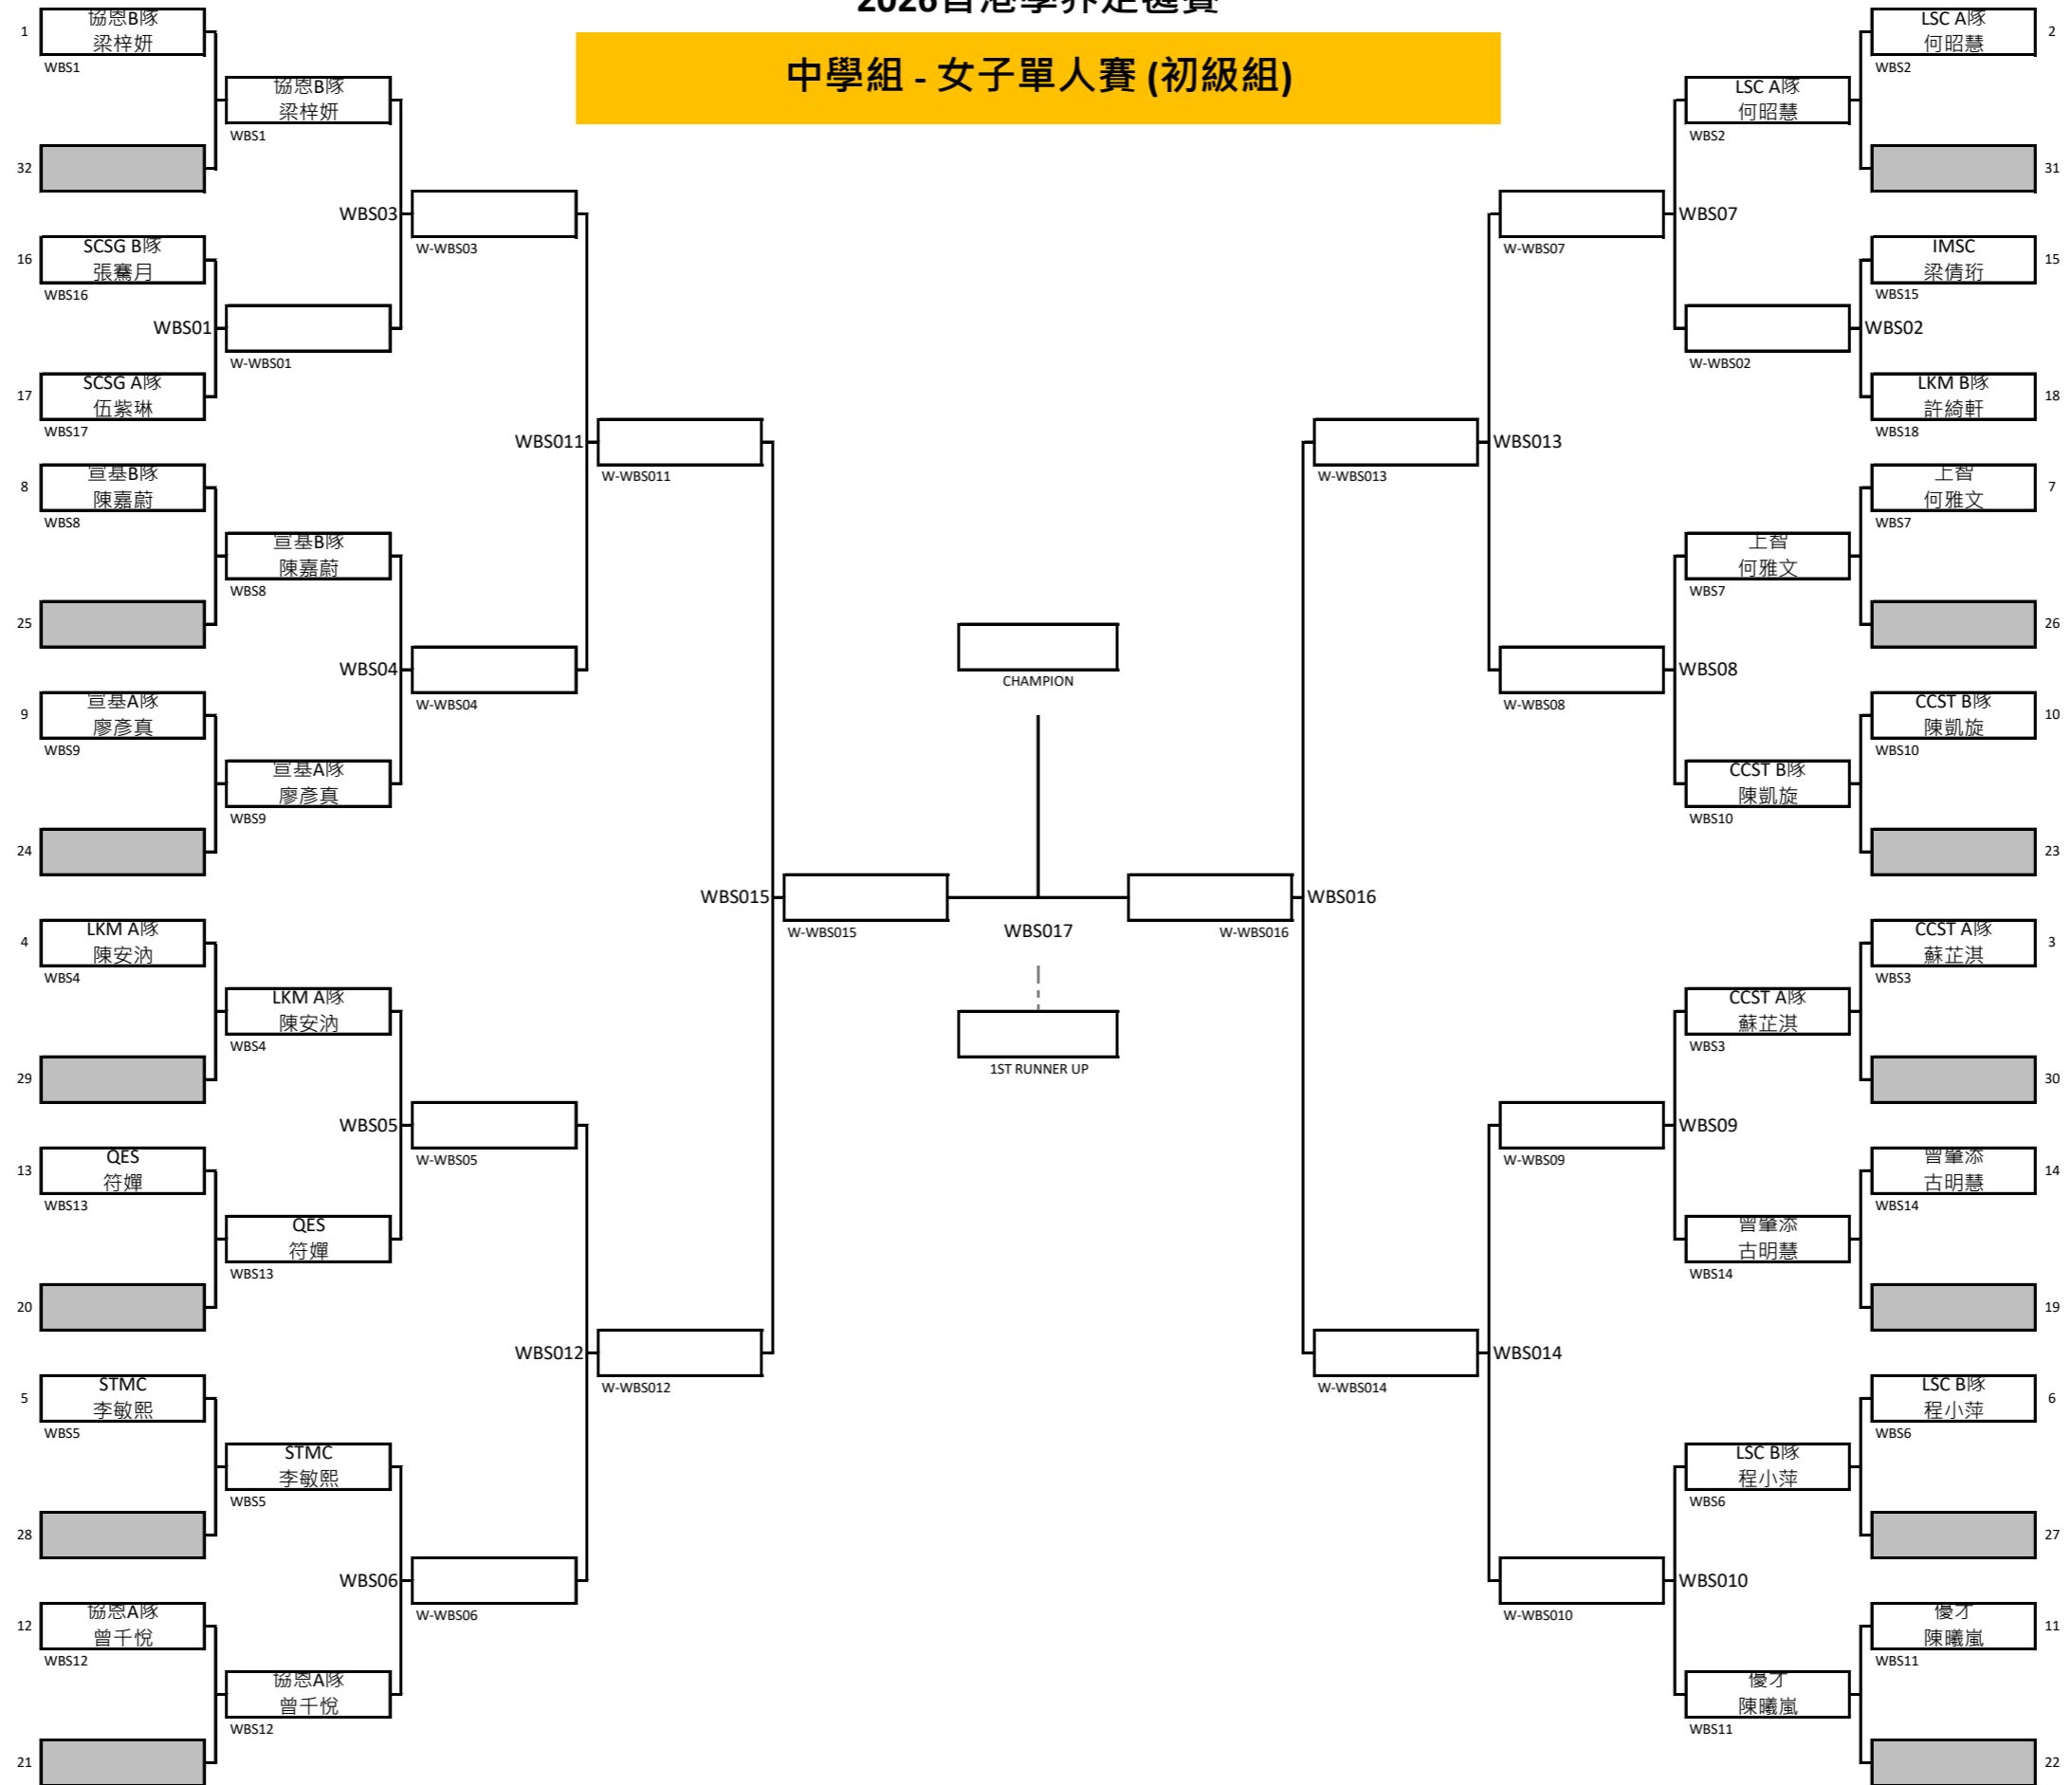 2026香港學界足毽賽
中學組 - 女子單人賽 (初級組)
1
協恩B隊
梁梓妍
WBS1
協恩B隊
梁梓妍
WBS1
32
WBS03
W-WBS03
16
SCSG B隊
張騫月
WBS16
WBS01
W-WBS01
17
SCSG A隊
伍紫琳
WBS17
WBS011
W-WBS011
8
宣基B隊
陳嘉蔚
WBS8
宣基B隊
陳嘉蔚
WBS8
25
WBS04
W-WBS04
9
宣基A隊
廖彥真
WBS9
宣基A隊
廖彥真
WBS9
24
WBS015
W-WBS015
4
LKM A隊
陳安汭
WBS4
LKM A隊
陳安汭
WBS4
29
WBS05
W-WBS05
13
QES
符嬋
WBS13
QES
符嬋
WBS13
20
WBS012
W-WBS012
5
STMC
李敏熙
WBS5
STMC
李敏熙
WBS5
28
WBS06
W-WBS06
12
協恩A隊
曾千悅
WBS12
協恩A隊
曾千悅
WBS12
21
CHAMPION
WBS017
1ST RUNNER UP
LSC A隊
何昭慧
2
WBS2
LSC A隊
何昭慧
WBS2
31
WBS07
W-WBS07
IMSC
梁倩珩
15
WBS15
WBS02
W-WBS02
LKM B隊
許綺軒
18
WBS18
WBS013
W-WBS013
上智
何雅文
7
WBS7
上智
何雅文
WBS7
26
WBS08
W-WBS08
CCST B隊
陳凱旋
10
WBS10
CCST B隊
陳凱旋
WBS10
23
WBS016
W-WBS016
CCST A隊
蘇芷淇
3
WBS3
CCST A隊
蘇芷淇
WBS3
30
WBS09
W-WBS09
曾肇添
古明慧
14
WBS14
曾肇添
古明慧
WBS14
19
WBS014
W-WBS014
LSC B隊
程小萍
6
WBS6
LSC B隊
程小萍
WBS6
27
WBS010
W-WBS010
優才
陳曦嵐
11
WBS11
優才
陳曦嵐
WBS11
22